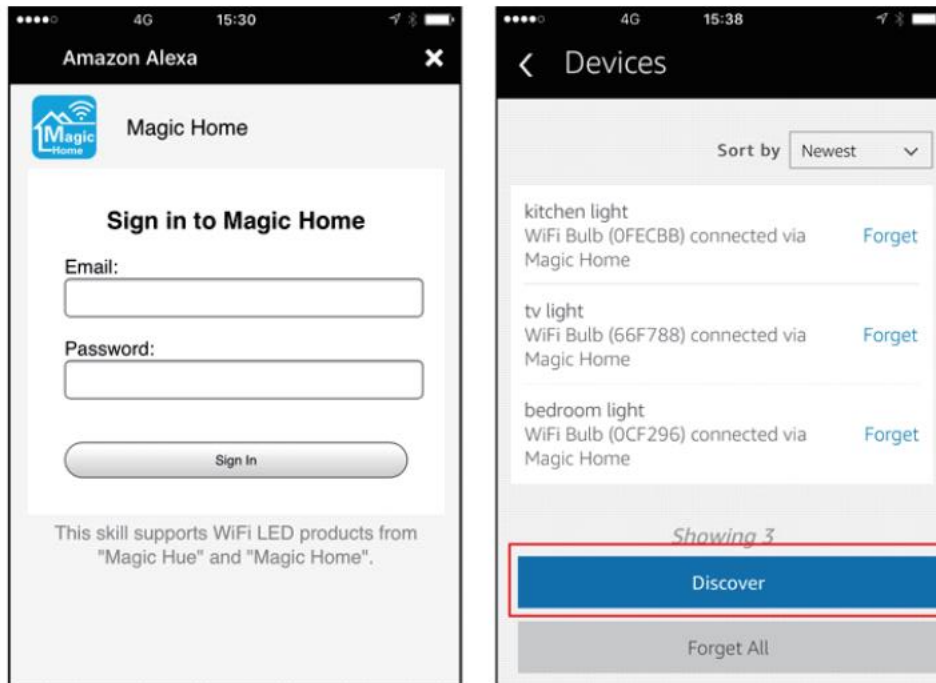 4G 15:30
Amazon Alexa
Magic Home
Magic Home
Sign in to Magic Home
Email:
Password:
Sign In
This skill supports WiFi LED products from
"Magic Hue" and "Magic Home".
4G 15:38
Devices
Sort by Newest
kitchen light
WiFi Bulb (0FECBB) connected via
Magic Home
Forget
tv light
WiFi Bulb (66F788) connected via
Magic Home
Forget
bedroom light
WiFi Bulb (0CF296) connected via
Magic Home
Forget
Showing 3
Discover
Forget All